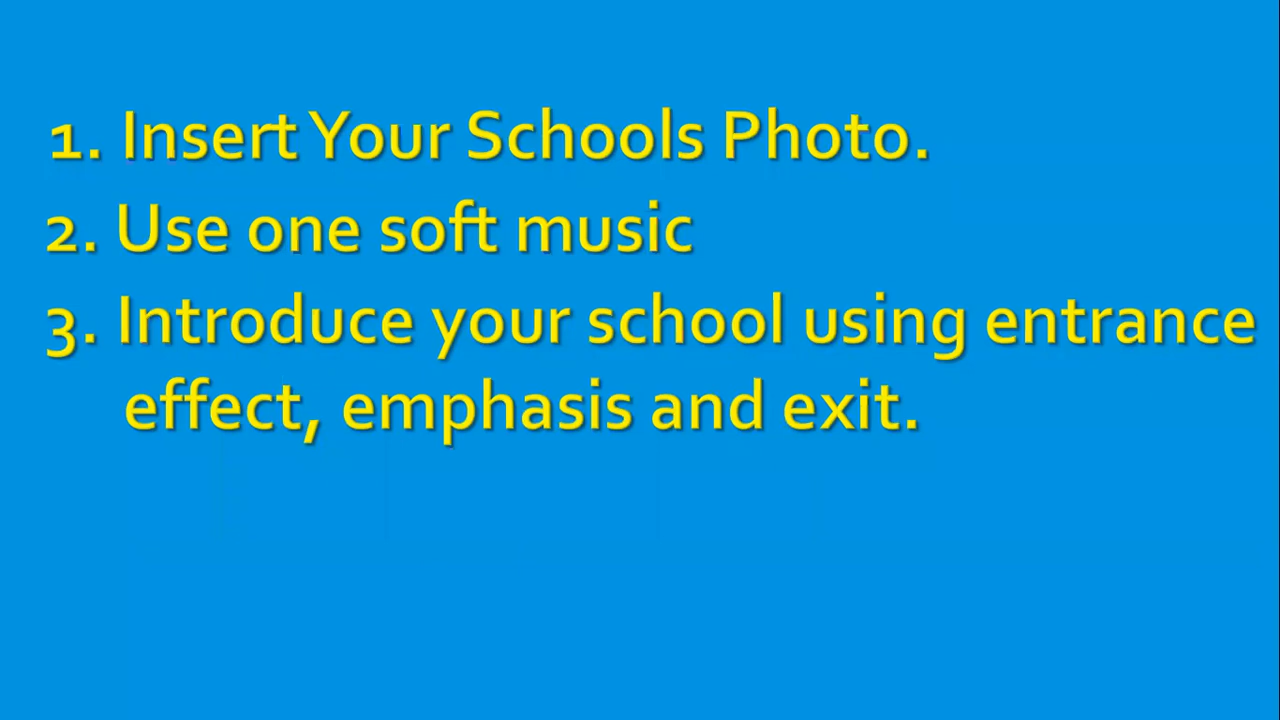 1. Insert Your Schools Photo.
2. Use one soft music
3. Introduce your school using entrance
effect, emphasis and exit.